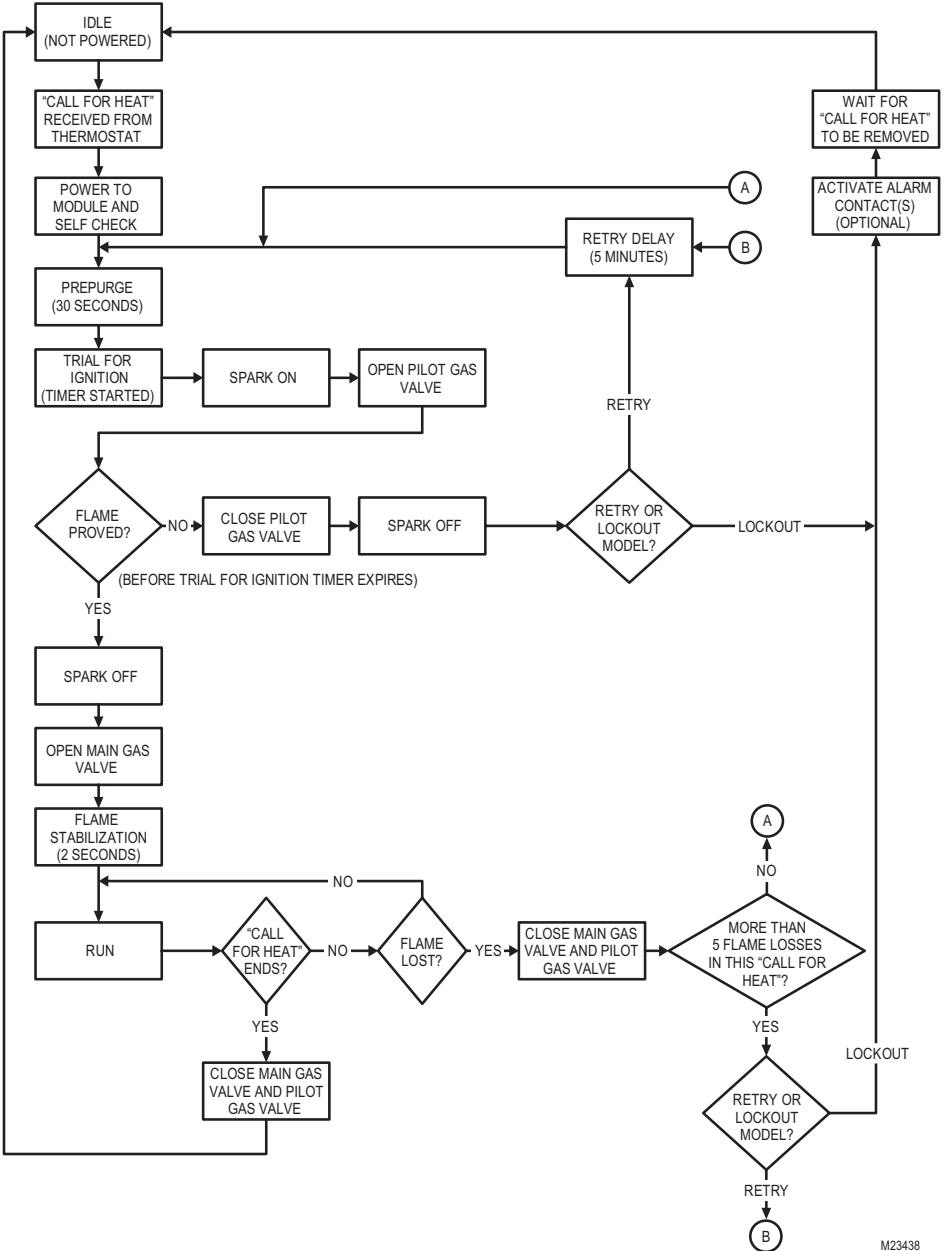 IDLE
(NOT POWERED)
“CALL FOR HEAT”
RECEIVED FROM
THERMOSTAT
WAIT FOR
“CALL FOR HEAT”
TO BE REMOVED
POWER TO
MODULE AND
SELF CHECK
A
ACTIVATE ALARM
CONTACT(S)
(OPTIONAL)
RETRY DELAY
(5 MINUTES)
B
PREPURGE
(30 SECONDS)
TRIAL FOR
IGNITION
(TIMER STARTED)
SPARK ON
OPEN PILOT GAS
VALVE
RETRY
FLAME
PROVED?
NO
CLOSE PILOT
GAS VALVE
SPARK OFF
RETRY OR
LOCKOUT
MODEL?
LOCKOUT
(BEFORE TRIAL FOR IGNITION TIMER EXPIRES)
YES
SPARK OFF
OPEN MAIN GAS
VALVE
FLAME
STABILIZATION
(2 SECONDS)
A
NO
NO
RUN
“CALL
FOR HEAT”
ENDS?
NO
FLAME
LOST?
YES
CLOSE MAIN GAS
VALVE AND PILOT
GAS VALVE
MORE THAN
5 FLAME LOSSES
IN THIS “CALL FOR
HEAT”?
YES
YES
LOCKOUT
CLOSE MAIN GAS
VALVE AND PILOT
GAS VALVE
RETRY OR
LOCKOUT
MODEL?
RETRY
B
M23438